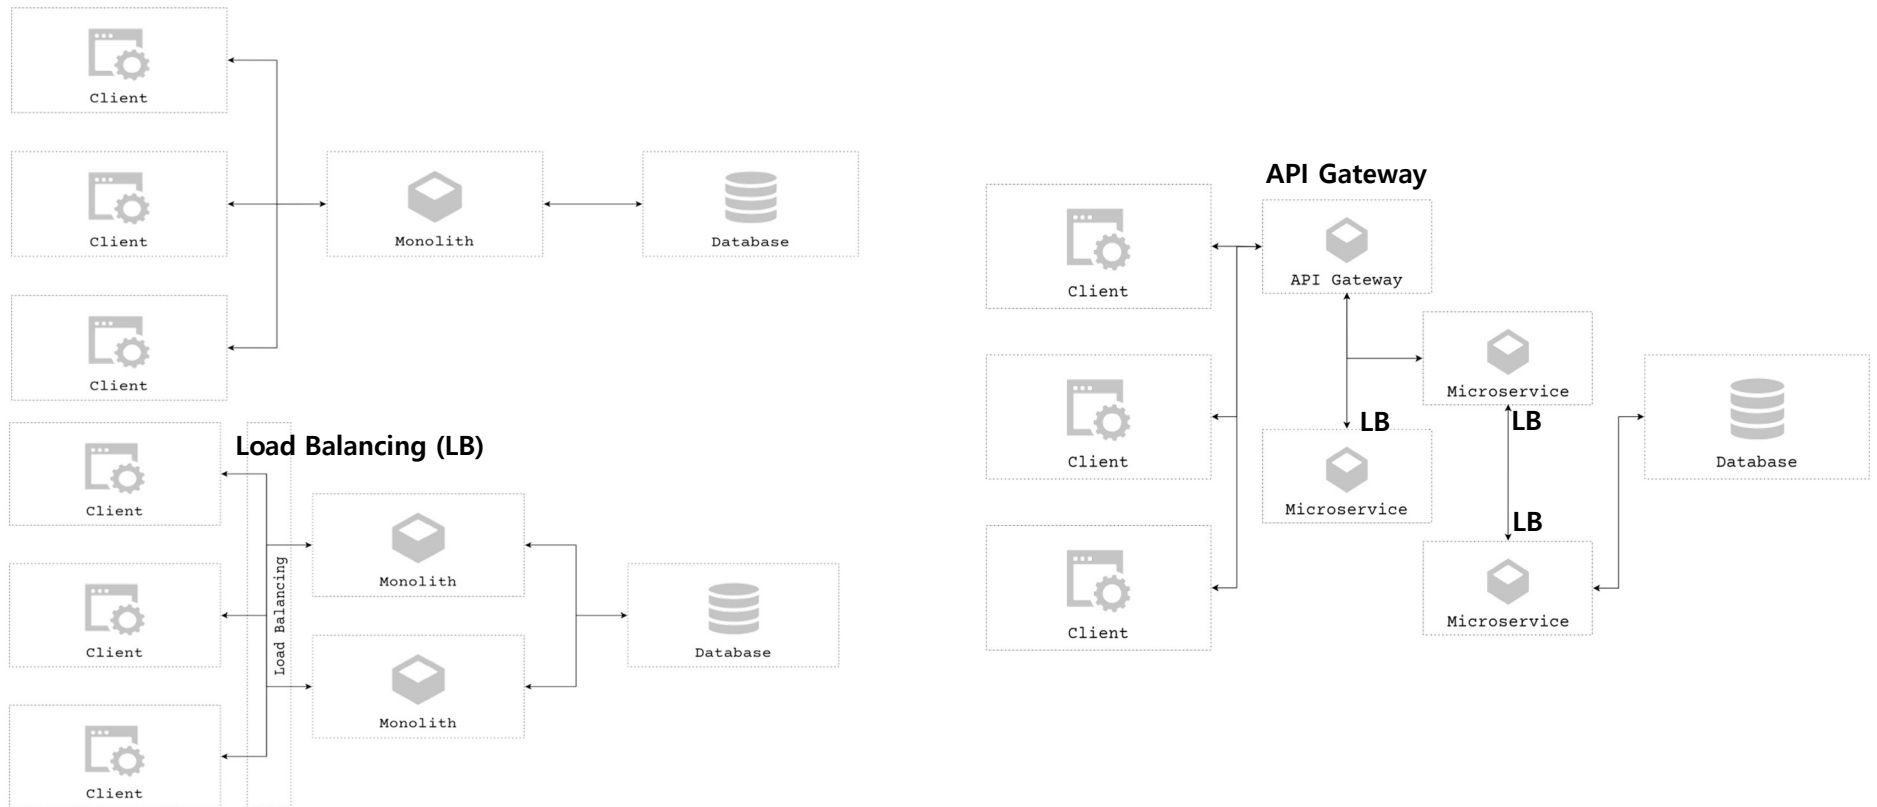 Client
Client
Monolith
Database
Client
Load Balancing (LB)
Client
Monolith
Load Balancing
Client
Database
Monolith
Client
API Gateway
Client
API Gateway
Microservice
LB
LB
Client
Database
Microservice
LB
Microservice
Client